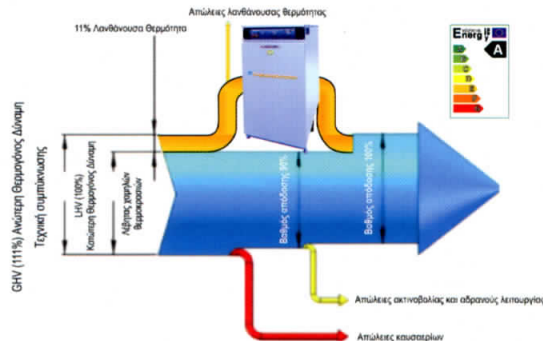 Απώλειες λανθάνουσας θερμότητας
11% Λανθάνουσα Θερμότητα
Energ
A
GHV (111%) Ανώτερη Θερμογόνος Δύναμη
Τεχνική συμπύκνωσης
LHV (100%)
Κατώτερη Θερμογόνος Δύναμη
Λέβητας χαμηλών
θερμοκρασιών
Βαθμός απόδοσης 90%
Βαθμός απόδοσης 100%
Απώλειες ακτινοβολίας και αδρανούς λειτουργίας
Απώλειες καυσαερίων